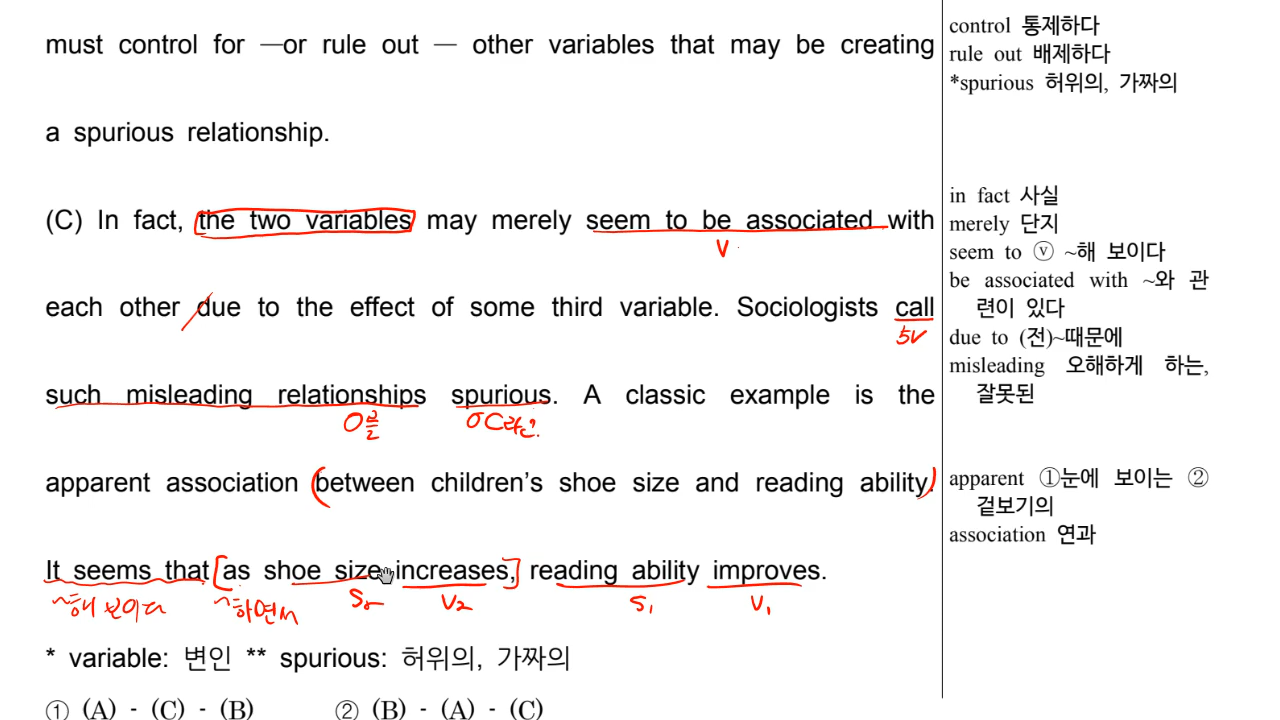 must control for —or rule out — other variables that may be creating
a spurious relationship.
(C) In fact, the two variables may merely seem to be associated with
V
each other due to the effect of some third variable. Sociologists call
5V
such misleading relationships spurious. A classic example is the
O를
OC라고
apparent association (between children's shoe size and reading ability.)
It seems that [as shoe size increases,] reading ability improves.
~해 보이다 ~하면서 S₂ V₂ S₁ V₁
* variable: 변인 ** spurious: 허위의, 가짜의
① (A) - (C) - (B) ② (B) - (A) - (C)
control 통제하다
rule out 배제하다
*spurious 허위의, 가짜의
in fact 사실
merely 단지
seem to ⓥ ~해 보이다
be associated with ~와 관
련이 있다
due to (전)~때문에
misleading 오해하게 하는,
잘못된
apparent ①눈에 보이는 ②
겉보기의
association 연과